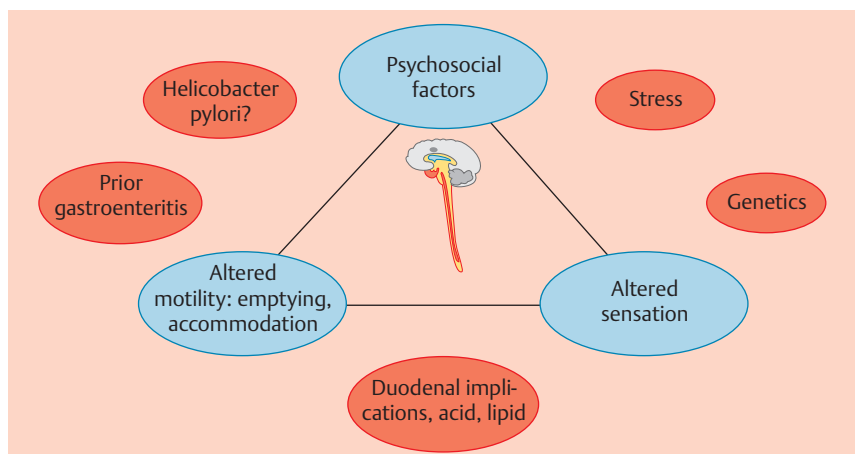 Psychosocial
factors
Helicobacter
pylori?
Stress
Prior
gastroenteritis
Genetics
Altered
motility: emptying,
accommodation
Altered
sensation
Duodenal impli-
cations, acid, lipid